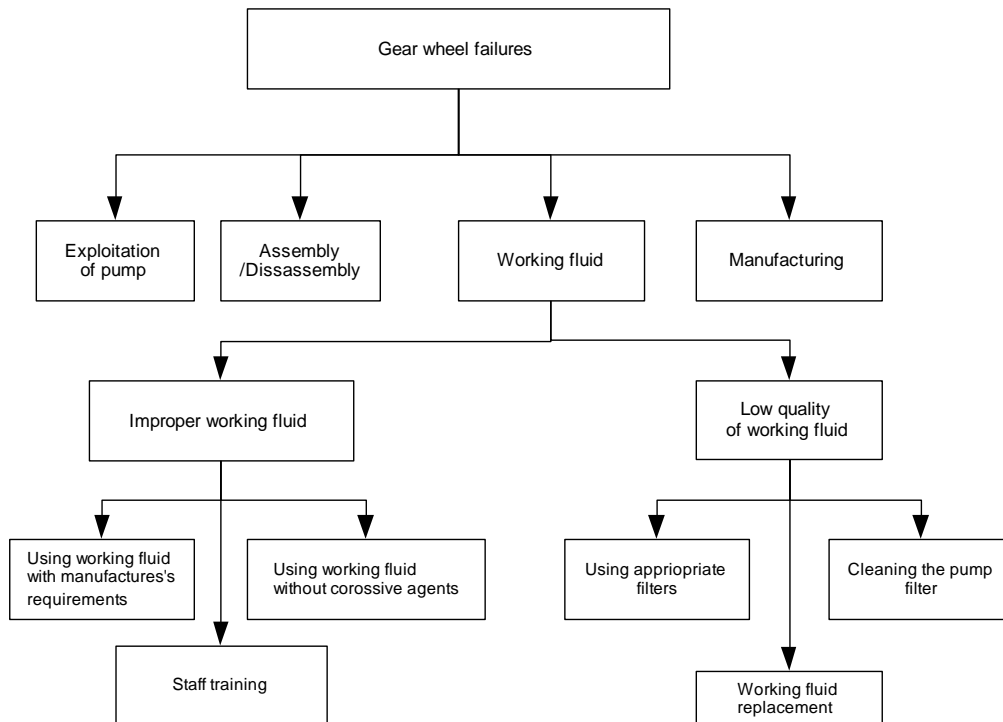 Gear wheel failures
Exploitation
of pump
Assembly
/Dissassembly
Working fluid
Manufacturing
Improper working fluid
Low quality
of working fluid
Using working fluid
with manufactures's
requirements
Using working fluid
without corossive agents
Using appriopriate
filters
Cleaning the pump
filter
Staff training
Working fluid
replacement